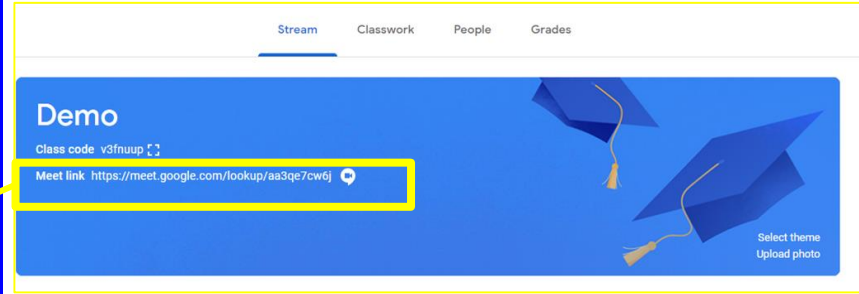 Stream Classwork People Grades
Demo
Class code v3fnuup
Meet link https://meet.google.com/lookup/aa3qe7cw6j
Select theme
Upload photo